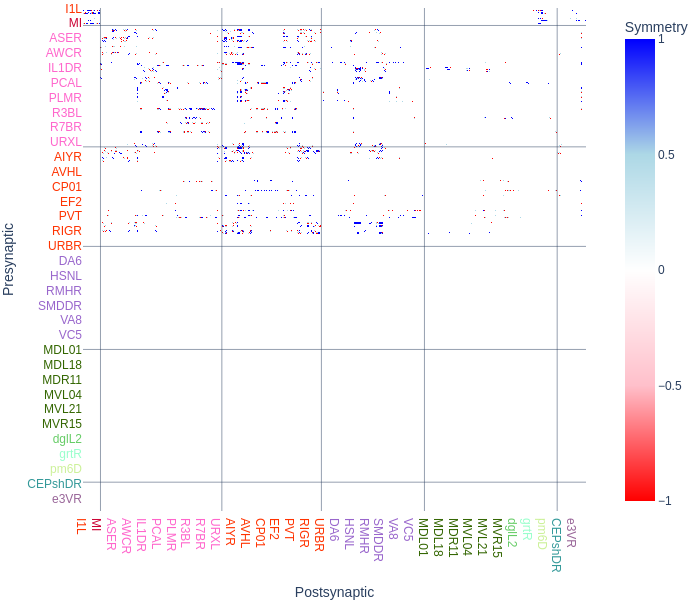 Symmetry
1
0.5
0
−0.5
−1
Presynaptic
I1L
MI
ASER
AWCR
IL1DR
PCAL
PLMR
R3BL
R7BR
URXL
AIYR
AVHL
CP01
EF2
PVT
RIGR
URBR
DA6
HSNL
RMHR
SMDDR
VA8
VC5
MDL01
MDL18
MDR11
MVL04
MVL21
MVR15
dglL2
grtR
pm6D
CEPshDR
e3VR
I1L
MI
ASER
AWCR
IL1DR
PCAL
PLMR
R3BL
R7BR
URXL
AIYR
AVHL
CP01
EF2
PVT
RIGR
URBR
DA6
HSNL
RMHR
SMDDR
VA8
VC5
MDL01
MDL18
MDR11
MVL04
MVL21
MVR15
dglL2
grtR
pm6D
CEPshDR
e3VR
Postsynaptic